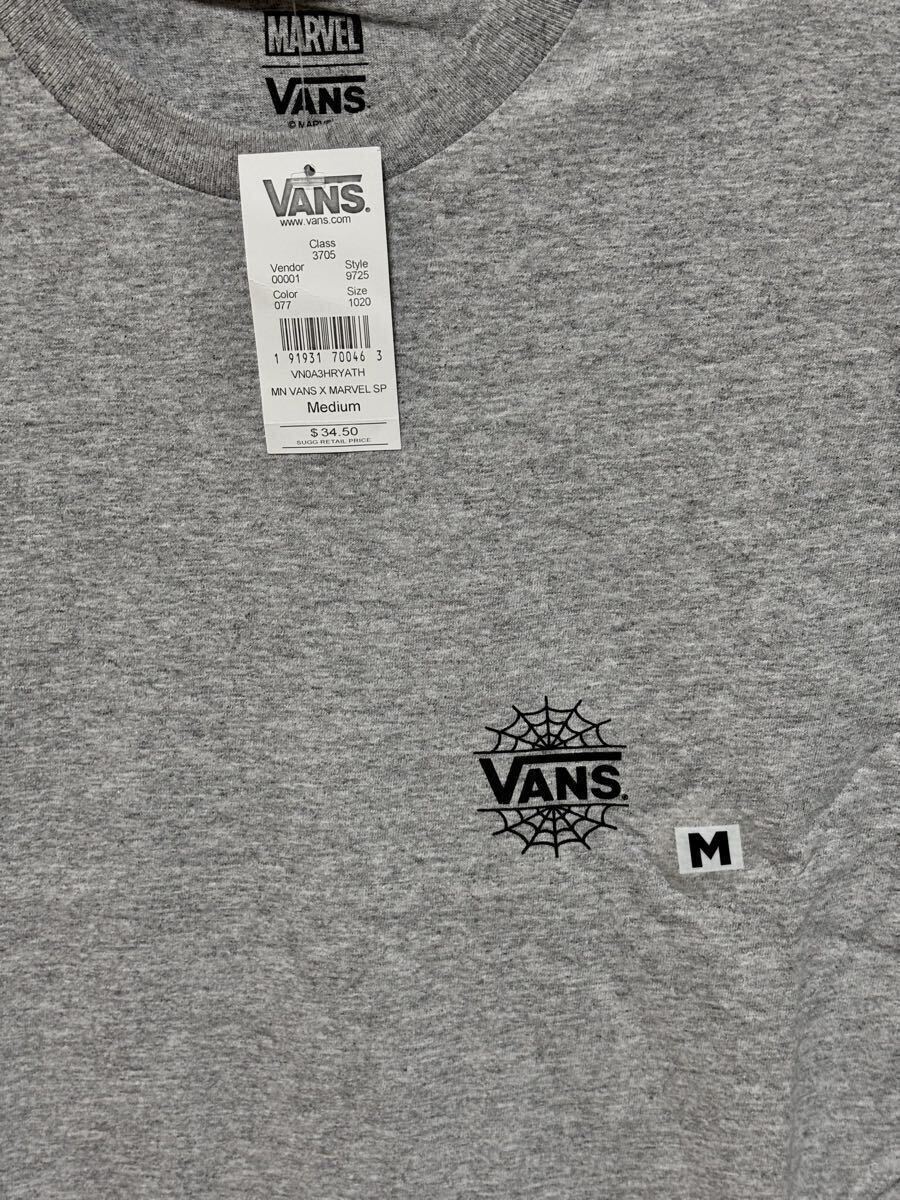 MARVEL
VANS
© MARVEL
VANS.
www.vans.com
Class
3705
Vendor Style
00001 9725
Color Size
077 1020
1 91931 70046 3
VN0A3HRYATH
MN VANS X MARVEL SP
Medium
$34.50
SUGG RETAIL PRICE
VANS.
M